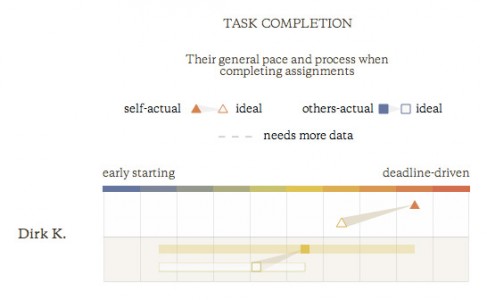 TASK COMPLETION
Their general pace and process when
completing assignments
self-actual ideal others-actual ideal
needs more data
early starting deadline-driven
Dirk K.